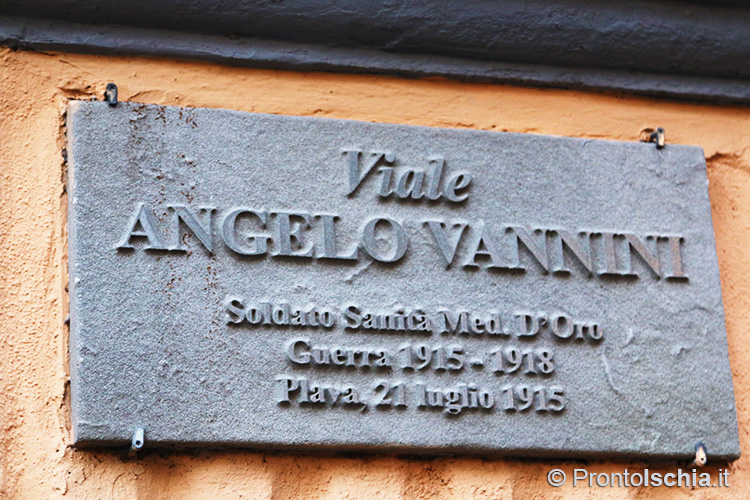 Viale
ANGELO VANNINI
Soldato Sanità Med. D'Oro
Guerra 1915 - 1918
Plava, 21 luglio 1915
© ProntoIschia.it